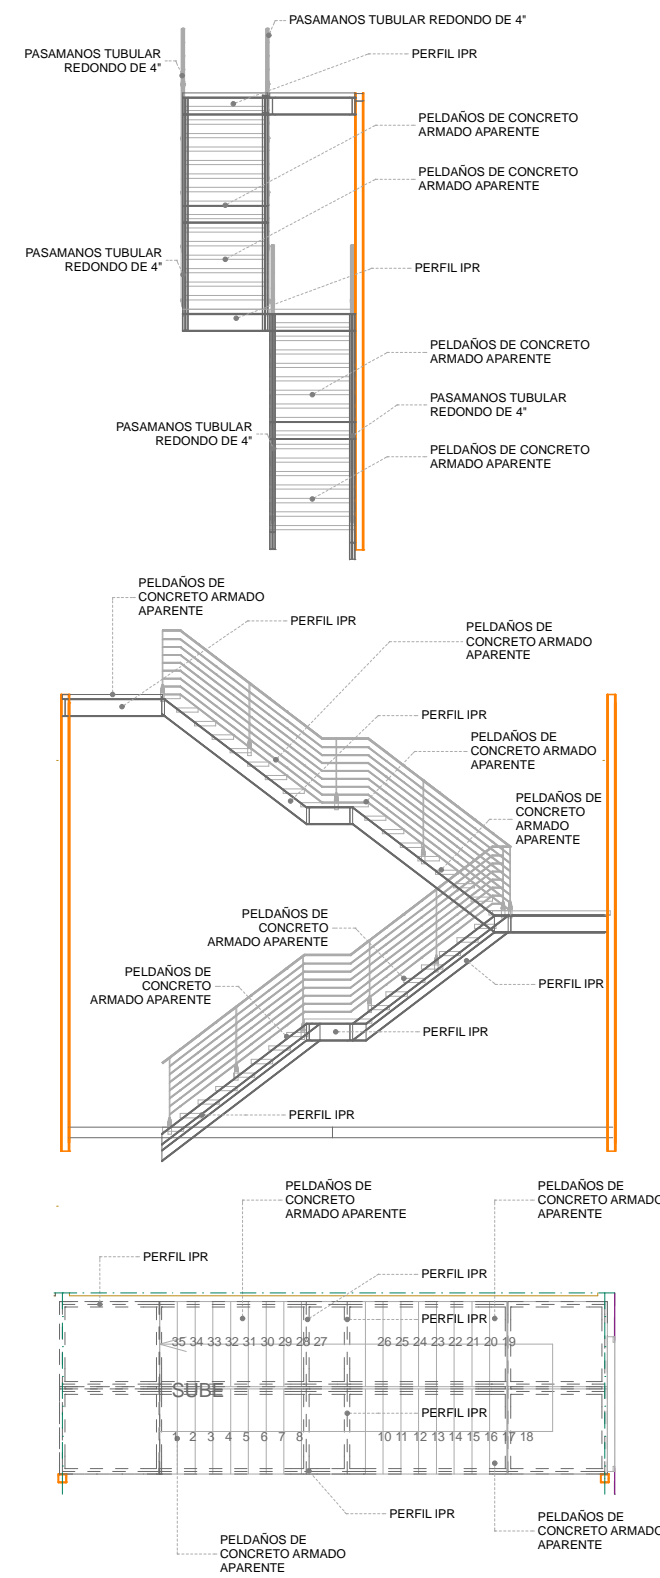 PASAMANOS TUBULAR REDONDO DE 4"
PASAMANOS TUBULAR
REDONDO DE 4"
PERFIL IPR
PELDAÑOS DE CONCRETO
ARMADO APARENTE
PELDAÑOS DE CONCRETO
ARMADO APARENTE
PASAMANOS TUBULAR
REDONDO DE 4"
PERFIL IPR
PELDAÑOS DE CONCRETO
ARMADO APARENTE
PASAMANOS TUBULAR
REDONDO DE 4"
PASAMANOS TUBULAR
REDONDO DE 4"
PELDAÑOS DE CONCRETO
ARMADO APARENTE
PELDAÑOS DE
CONCRETO ARMADO
APARENTE
PERFIL IPR
PELDAÑOS DE
CONCRETO ARMADO
APARENTE
PERFIL IPR
PELDAÑOS DE
CONCRETO ARMADO
APARENTE
PELDAÑOS DE
CONCRETO
ARMADO
APARENTE
PELDAÑOS DE
CONCRETO
ARMADO APARENTE
PELDAÑOS DE
CONCRETO
ARMADO APARENTE
PERFIL IPR
PERFIL IPR
PERFIL IPR
PELDAÑOS DE
CONCRETO
ARMADO APARENTE
PELDAÑOS DE
CONCRETO ARMADO
APARENTE
PERFIL IPR
PERFIL IPR
PERFIL IPR
35 34 33 32 31 30 29 28 27 26 25 24 23 22 21 20 19
SUBE
PERFIL IPR
1 2 3 4 5 6 7 8 10 11 12 13 14 15 16 17 18
PERFIL IPR
PELDAÑOS DE
CONCRETO ARMADO
APARENTE
PELDAÑOS DE
CONCRETO ARMADO
APARENTE